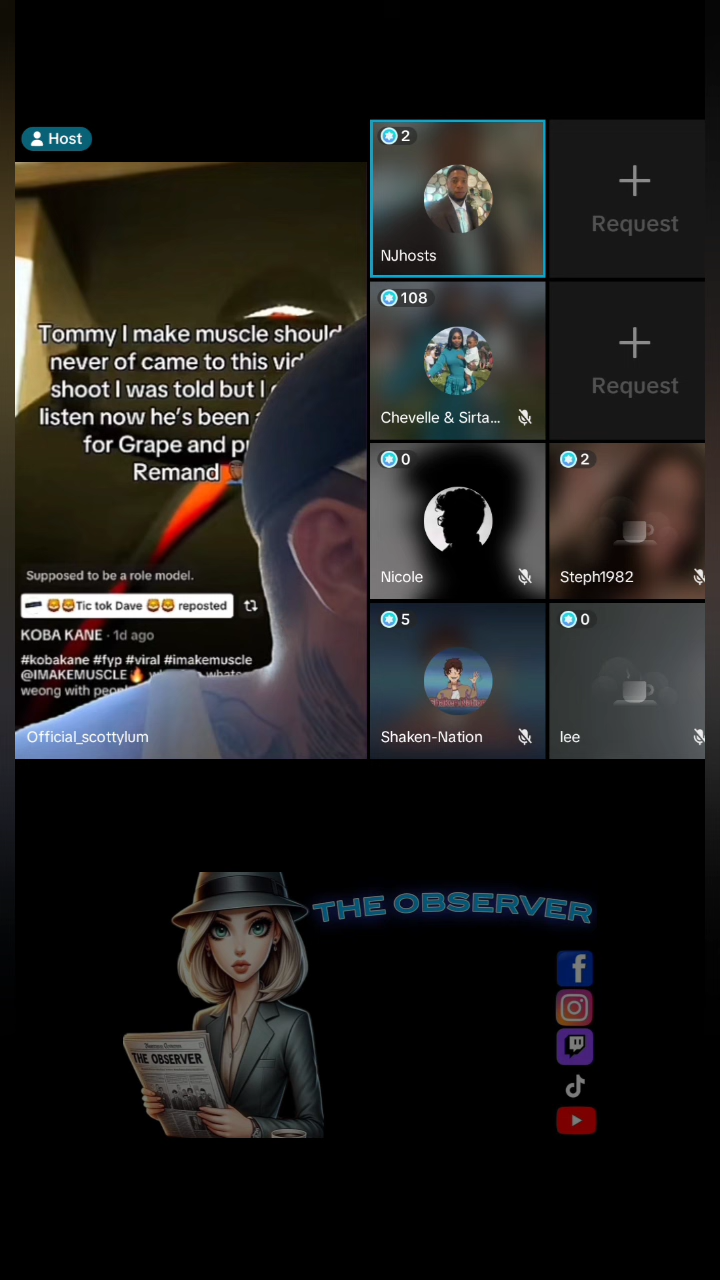 Host
Tommy I make muscle should
never of came to this vid
shoot I was told but I
listen now he's been
for Grape and
Remand
Supposed to be a role model.
Tic tok Dave reposted
KOBA KANE · 1d ago
#kobakane #fyp #viral #imakemuscle
@IMAKEMUSCLE
weong with
Official_scottylum
2
NJhosts
Request
108
Chevelle & Sirta...
Request
0
Nicole
2
Steph1982
5
Shaken-Nation
0
lee
THE OBSERVER
THE OBSERVER